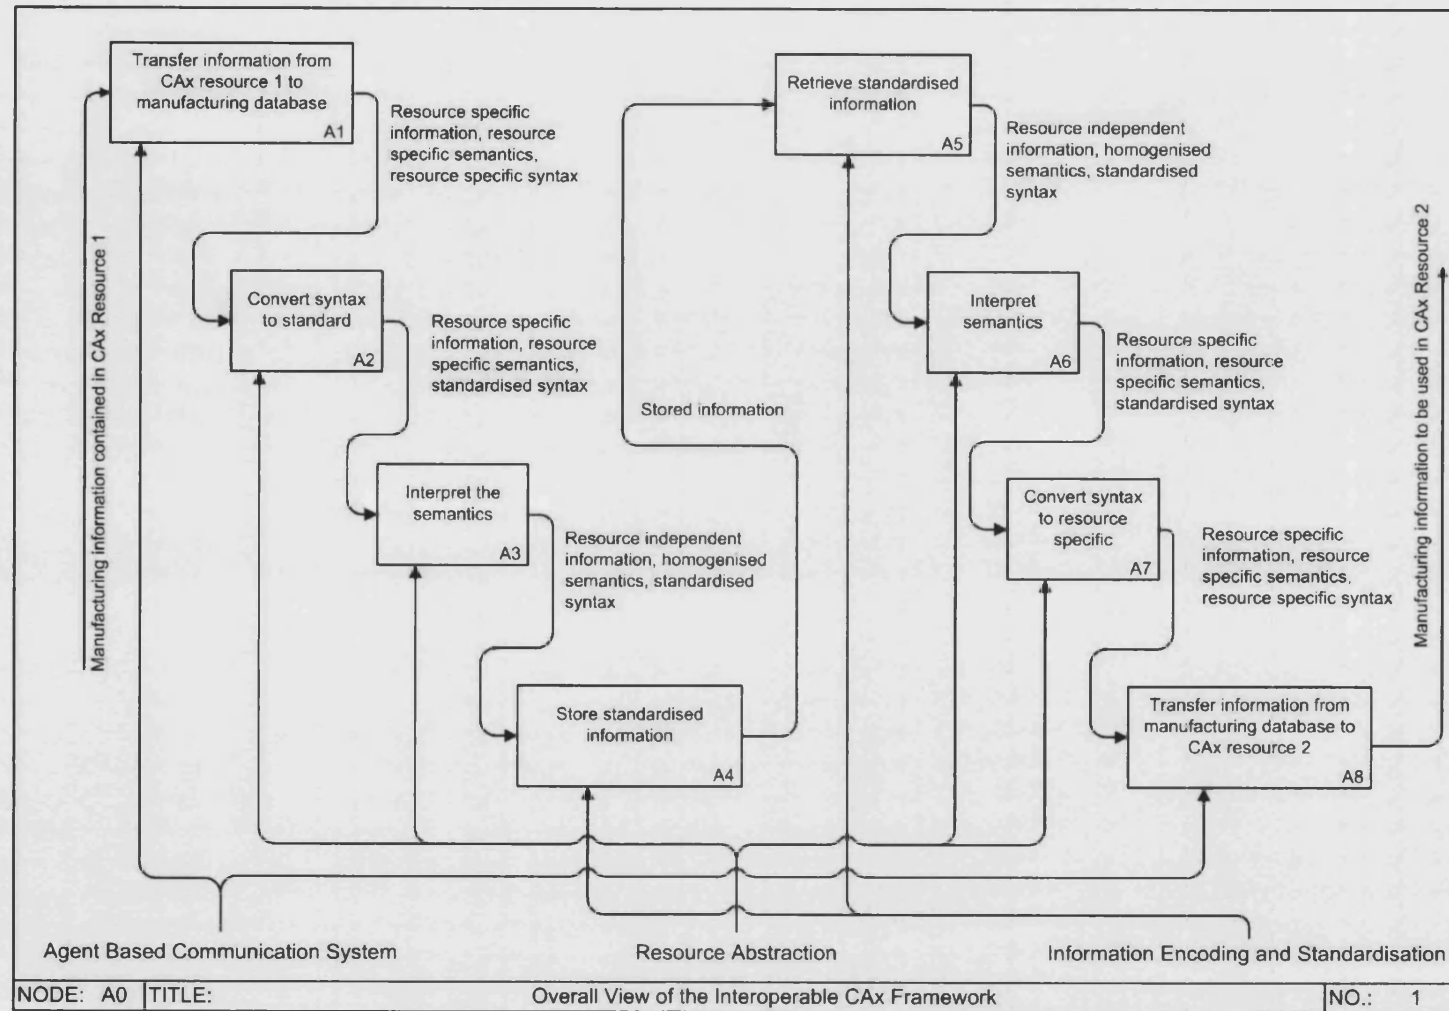 Transfer information from
CAx resource 1 to
manufacturing database
A1
Resource specific
information, resource
specific semantics,
resource specific syntax
Manufacturing information contained in CAx Resource 1
Convert syntax
to standard
A2
Resource specific
information, resource
specific semantics,
standardised syntax
Interpret the
semantics
A3
Resource independent
information, homogenised
semantics, standardised
syntax
Store standardised
information
A4
Stored information
Retrieve standardised
information
A5
Resource independent
information, homogenised
semantics, standardised
syntax
Interpret
semantics
A6
Resource specific
information, resource
specific semantics,
standardised syntax
Convert syntax
to resource
specific
A7
Resource specific
information, resource
specific semantics,
resource specific syntax
Transfer information from
manufacturing database to
CAx resource 2
A8
Manufacturing information to be used in CAx Resource 2
Agent Based Communication System
Resource Abstraction
Information Encoding and Standardisation
NODE: A0
TITLE:
Overall View of the Interoperable CAx Framework
NO.: 1